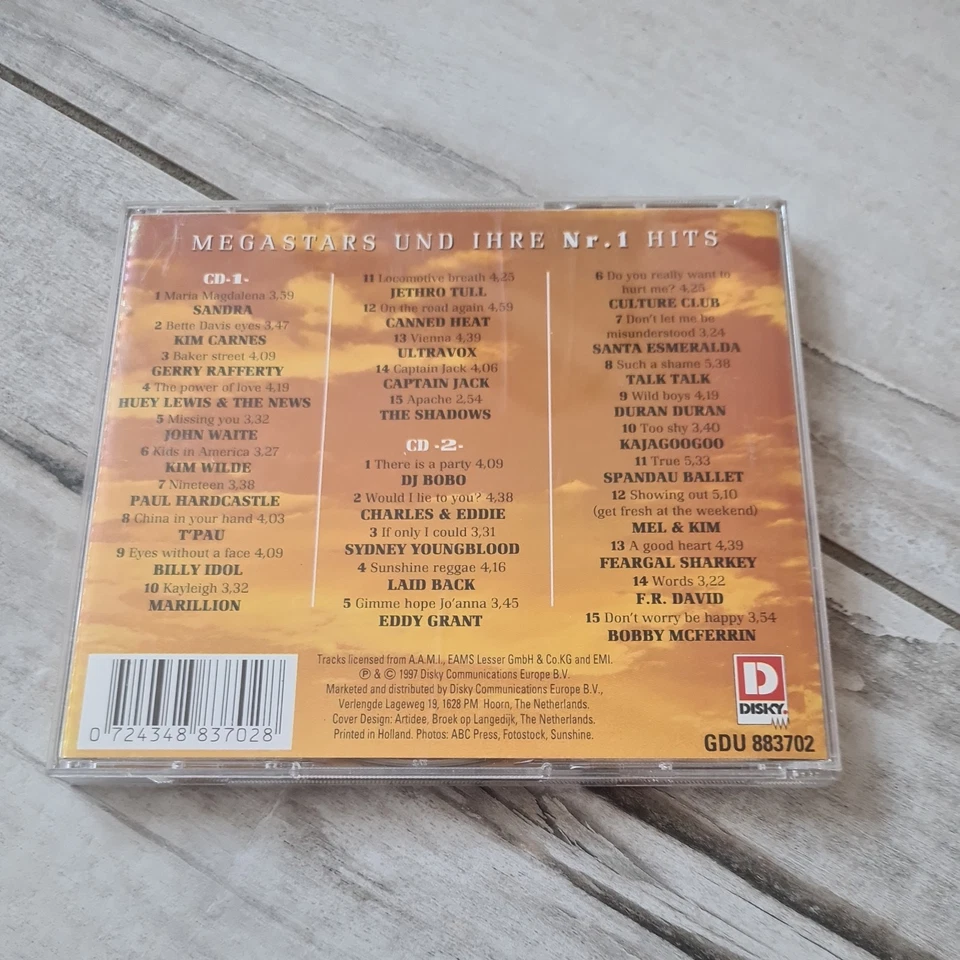 MEGASTARS UND IHRE Nr.1 HITS
CD-1-
1 Maria Magdalena 3,59
SANDRA
2 Bette Davis eyes 3,47
KIM CARNES
3 Baker street 4,09
GERRY RAFFERTY
4 The power of love 4,19
HUEY LEWIS & THE NEWS
5 Missing you 3,32
JOHN WAITE
6 Kids in America 3.27
KIM WILDE
7 Nineteen 3,38
PAUL HARDCASTLE
8 China in your hand 4,03
T'PAU
9 Eyes without a face 4,09
BILLY IDOL
10 Kayleigh 3,32
MARILLION
11 Locomotive breath 4,25
JETHRO TULL
12 On the road again 4,59
CANNED HEAT
13 Vienna 4,39
ULTRAVOX
14 Captain Jack 4,06
CAPTAIN JACK
15 Apache 2,54
THE SHADOWS
CD -2-
1 There is a party 4,09
DJ BOBO
2 Would I lie to you? 4,38
CHARLES & EDDIE
3 If only I could 3,31
SYDNEY YOUNGBLOOD
4 Sunshine reggae 4,16
LAID BACK
5 Gimme hope Jo'anna 3,45
EDDY GRANT
6 Do you really want to
hurt me? 4,25
CULTURE CLUB
7 Don't let me be
misunderstood 3.24
SANTA ESMERALDA
8 Such a shame 5,38
TALK TALK
9 Wild boys 4,19
DURAN DURAN
10 Too shy 3,40
KAJAGOOGOO
11 True 5,33
SPANDAU BALLET
12 Showing out 5,10
(get fresh at the weekend)
MEL & KIM
13 A good heart 4,39
FEARGAL SHARKEY
14 Words 3,22
F.R. DAVID
15 Don't worry be happy 3,54
BOBBY MCFERRIN
0 724348 837028
Tracks licensed from A.A.M.I., EAMS Lesser GmbH & Co.KG and EMI.
Ⓟ & © 1997 Disky Communications Europe B.V.
Marketed and distributed by Disky Communications Europe B.V.,
Verlengde Lageweg 19, 1628 PM Hoorn, The Netherlands.
Cover Design: Artidee, Broek op Langedijk, The Netherlands.
Printed in Holland. Photos: ABC Press, Fotostock, Sunshine.
D
DISKY®
GDU 883702